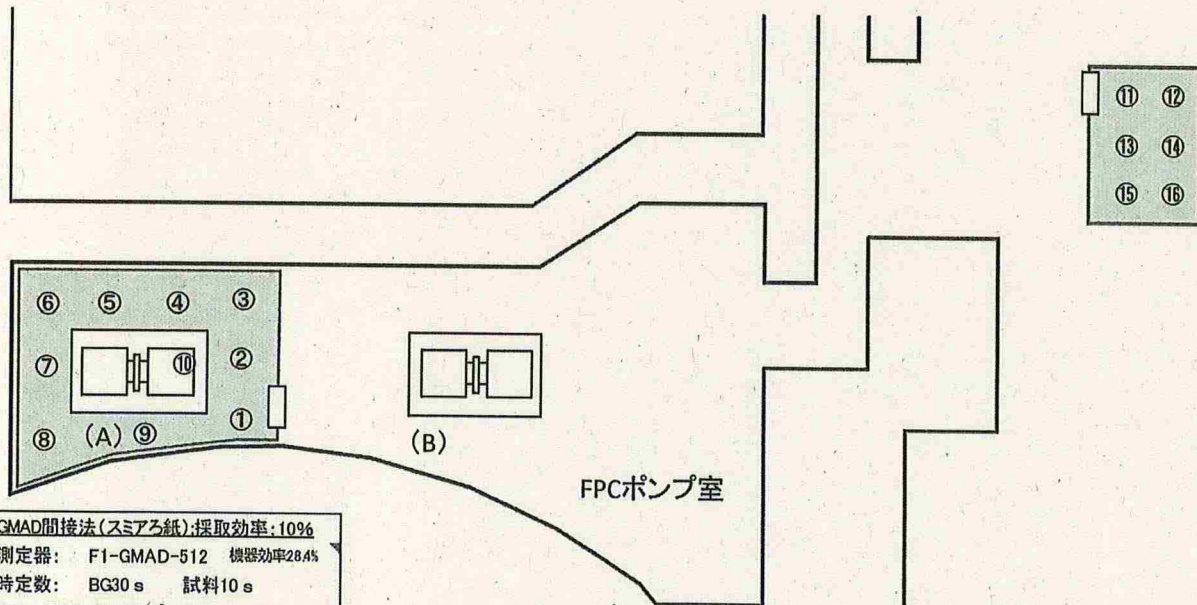 ⑪ ⑫
⑬ ⑭
⑮ ⑯
⑥ ⑤ ④ ③
⑦ ⑩ ②
⑧ (A) ⑨ ①
(B)
FPCポンプ室
GMAD間接法(スミアろ紙);採取効率;10%
測定器: F1-GMAD-512 機器効率28.4%
時定数: BG30 s 試料10 s